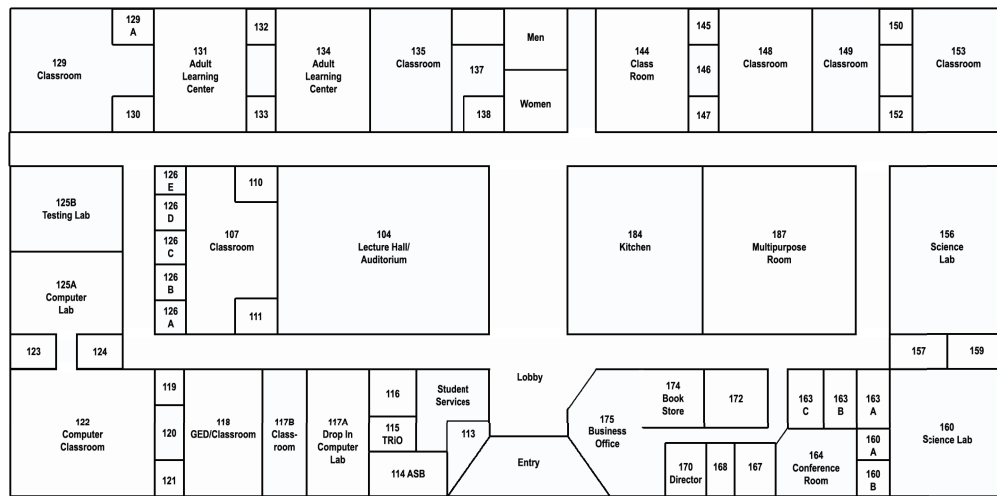 129
Classroom
129
A
130
131
Adult
Learning
Center
132
133
134
Adult
Learning
Center
135
Classroom
137
138
Men
Women
144
Class
Room
145
146
147
148
Classroom
149
Classroom
150
152
153
Classroom
125B
Testing Lab
125A
Computer
Lab
123
124
126
E
126
D
126
C
126
B
126
A
110
107
Classroom
111
104
Lecture Hall/
Auditorium
184
Kitchen
187
Multipurpose
Room
156
Science
Lab
157
159
122
Computer
Classroom
119
120
121
118
GED/Classroom
117B
Class-
room
117A
Drop In
Computer
Lab
116
115
TRiO
114 ASB
Student
Services
113
Lobby
Entry
175
Business
Office
174
Book
Store
172
170
Director
168
167
163
C
163
B
163
A
164
Conference
Room
160
A
160
B
160
Science Lab